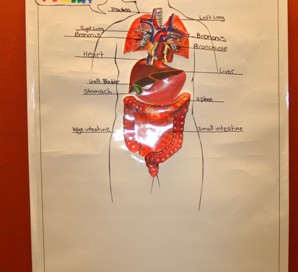 Trachea
Left lung
Right lung
Bronchus
Bronchus
Bronchiole
Heart
Liver
Gall Bladder
Stomach
Spleen
large intestine
Small intestine